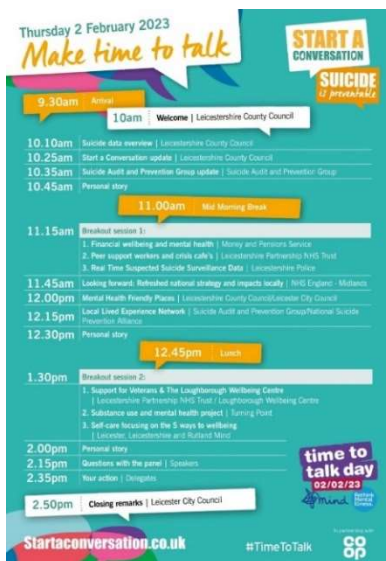 Thursday 2 February 2023
Make time to talk
START A
CONVERSATION
SUICIDE
is preventable
9.30am Arrival
10am Welcome | Leicestershire County Council
10.10am Suicide data overview | Leicestershire County Council
10.25am Start a Conversation update | Leicestershire County Council
10.35am Suicide Audit and Prevention Group update | Suicide Audit and Prevention Group
10.45am Personal story
11.00am Mid Morning Break
11.15am Breakout session 1:
1. Financial wellbeing and mental health | Money and Pensions Service
2. Peer support workers and crisis cafe's | Leicestershire Partnership NHS Trust
3. Real Time Suspected Suicide Surveillance Data | Leicestershire Police
11.45am Looking forward: Refreshed national strategy and impacts locally | NHS England - Midlands
12.00pm Mental Health Friendly Places | Leicestershire County Council/Leicester City Council
12.15pm Local Lived Experience Network | Suicide Audit and Prevention Group/National Suicide
Prevention Alliance
12.30pm Personal story
12.45pm Lunch
1.30pm Breakout session 2:
1. Support for Veterans & The Loughborough Wellbeing Centre
| Leicestershire Partnership NHS Trust / Loughborough Wellbeing Centre
2. Substance use and mental health project | Turning Point
3. Self-care focusing on the 5 ways to wellbeing
| Leicester, Leicestershire and Rutland Mind
2.00pm Personal story
2.15pm Questions with the panel | Speakers
2.35pm Your action | Delegates
2.50pm Closing remarks | Leicester City Council
time to
talk day
02/02/23
mind
Rethink
Mental
Illness.
In partnership with
CO
OP
Startaconversation.co.uk
#TimeToTalk